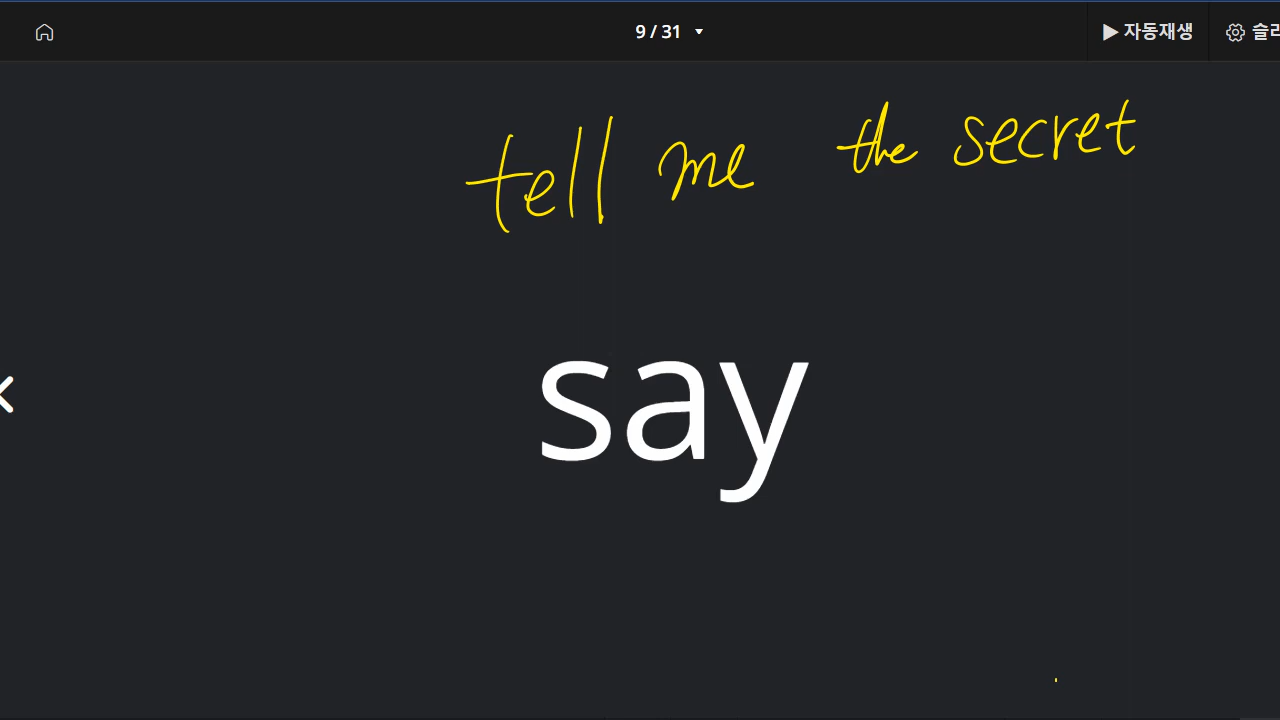 9 / 31
▶ 자동재생
tell me the secret
say